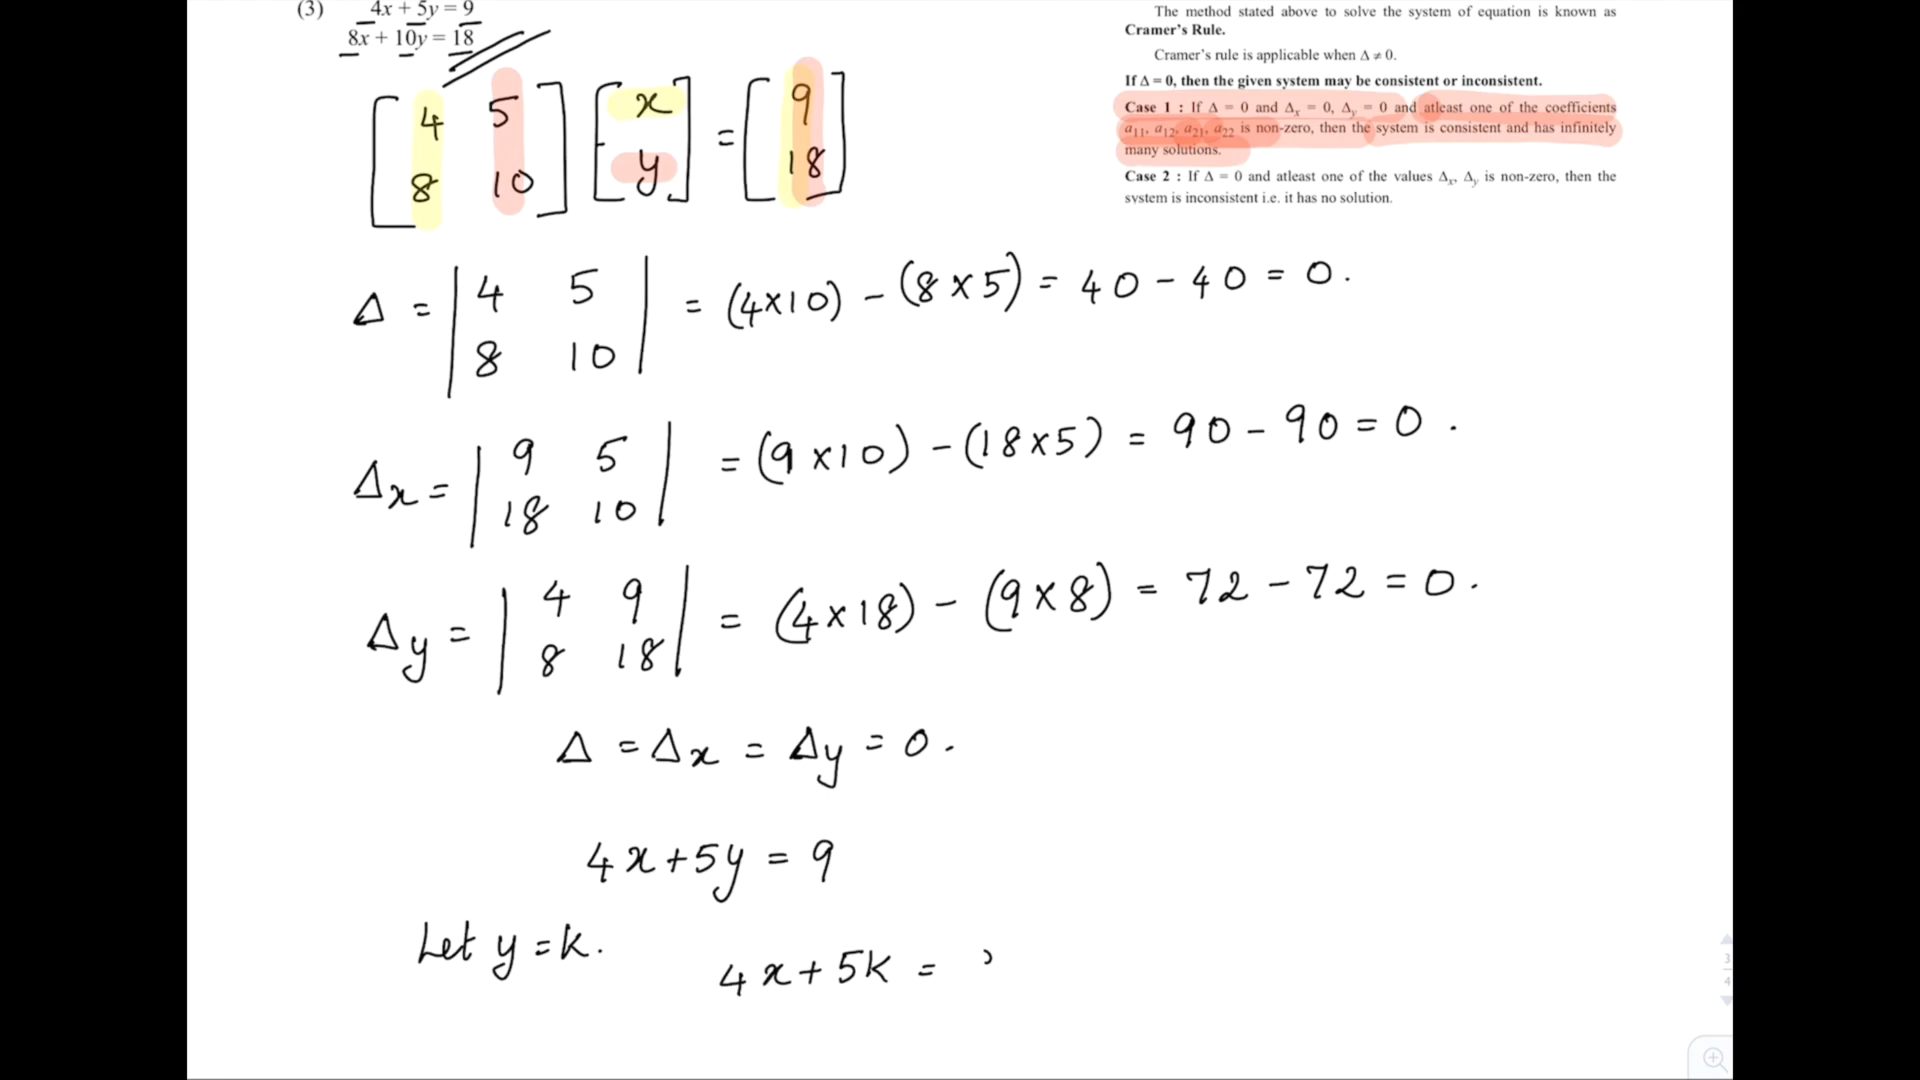 (3) 4x + 5y = 9
8x + 10y = 18
The method stated above to solve the system of equation is known as
Cramer's Rule.
Cramer's rule is applicable when Δ ≠ 0.
If Δ = 0, then the given system may be consistent or inconsistent.
Case 1 : If Δ = 0 and Δx = 0, Δy = 0 and atleast one of the coefficients
a11, a12, a21, a22 is non-zero, then the system is consistent and has infinitely
many solutions.
Case 2 : If Δ = 0 and atleast one of the values Δx, Δy is non-zero, then the
system is inconsistent i.e. it has no solution.
[4 5 8 10] [x y] = [9 18]
Δ = |4 5 8 10| = (4×10) - (8×5) = 40 - 40 = 0.
Δx = |9 5 18 10| = (9×10) - (18×5) = 90 - 90 = 0.
Δy = |4 9 8 18| = (4×18) - (9×8) = 72 - 72 = 0.
Δ = Δx = Δy = 0.
4x+5y = 9
Let y = k.
4x + 5k =
3
4